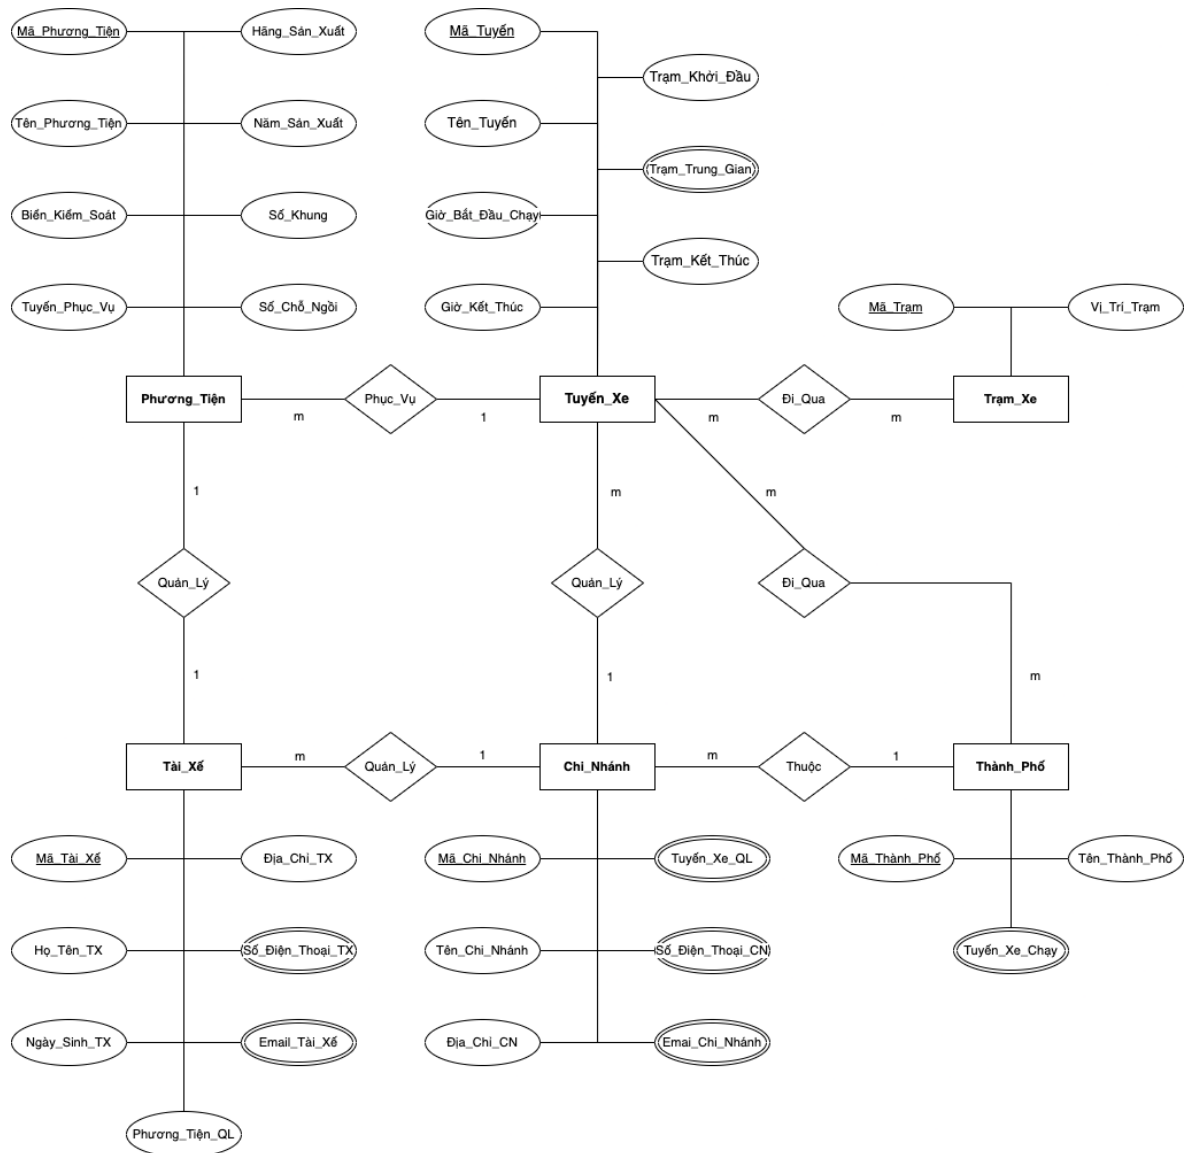 Mã_Phương_Tiện
Hãng_Sản_Xuất
Mã_Tuyến
Trạm_Khởi_Đầu
Tên_Phương_Tiện
Năm_Sản_Xuất
Tên_Tuyến
Trạm_Trung_Gian
Biển_Kiểm_Soát
Số_Khung
Giờ_Bắt_Đầu_Chạy
Trạm_Kết_Thúc
Tuyến_Phục_Vụ
Số_Chỗ_Ngồi
Giờ_Kết_Thúc
Mã_Trạm
Vị_Trí_Trạm
Phương_Tiện
m
Phục_Vụ
1
Tuyến_Xe
m
Đi_Qua
m
Trạm_Xe
1
m
m
Quản_Lý
Quản_Lý
Đi_Qua
1
1
m
Tài_Xế
m
Quản_Lý
1
Chi_Nhánh
m
Thuộc
1
Thành_Phố
Mã_Tài_Xế
Địa_Chỉ_TX
Mã_Chi_Nhánh
Tuyến_Xe_QL
Mã_Thành_Phố
Tên_Thành_Phố
Họ_Tên_TX
Số_Điện_Thoại_TX
Tên_Chi_Nhánh
Số_Điện_Thoại_CN
Tuyến_Xe_Chạy
Ngày_Sinh_TX
Email_Tài_Xế
Địa_Chỉ_CN
Emai_Chi_Nhánh
Phương_Tiện_QL